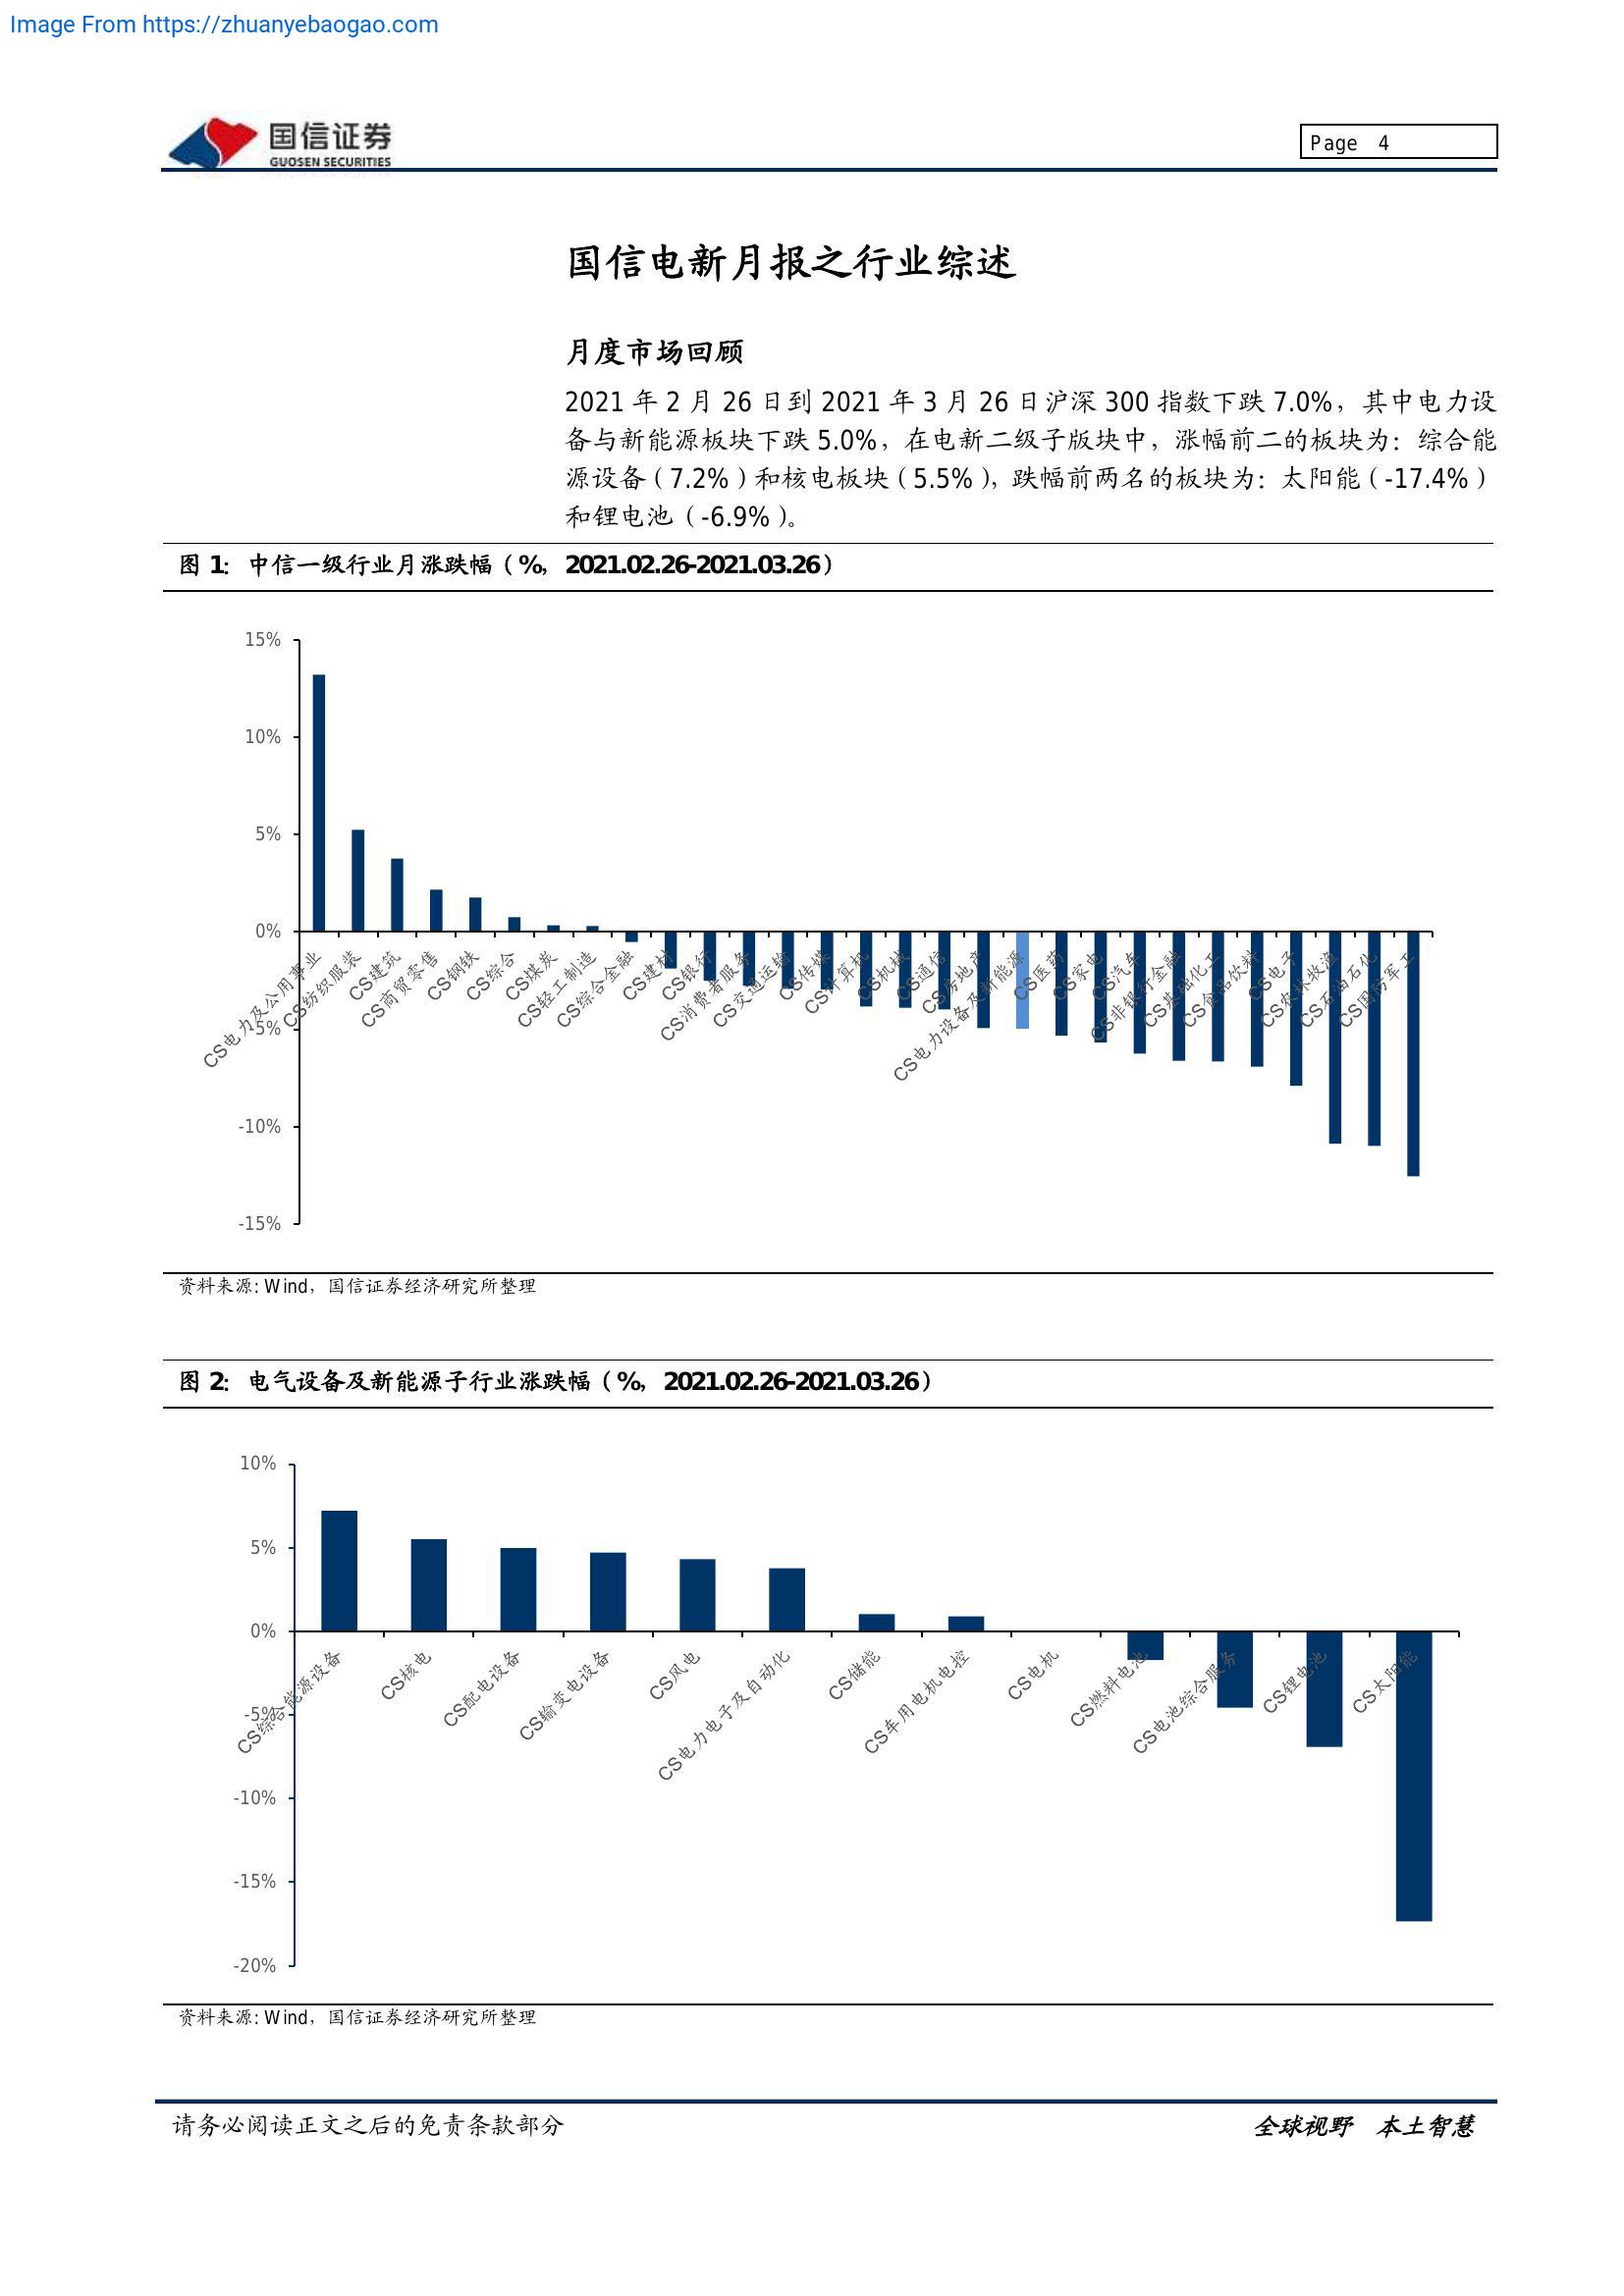 Image From https://zhuanyebaogao.com
国信证券
GUOSEN SECURITIES
Page 4
国信电新月报之行业综述
月度市场回顾
2021 年 2 月 26 日到 2021 年 3 月 26 日沪深 300 指数下跌 7.0%，其中电力设
备与新能源板块下跌 5.0%，在电新二级子版块中，涨幅前二的板块为：综合能
源设备（7.2%）和核电板块（5.5%），跌幅前两名的板块为：太阳能（-17.4%）
和锂电池（-6.9%）。
图 1：中信一级行业月涨跌幅（%，2021.02.26-2021.03.26）
15%
10%
5%
0%
-5%
-10%
-15%
CS电力及公用事业
CS纺织服装
CS建筑
CS商贸零售
CS钢铁
CS综合
CS煤炭
CS轻工制造
CS综合金融
CS建材
CS银行
CS消费者服务
CS交通运输
CS传媒
CS计算机
CS机械
CS通信
CS房地产
CS电力设备及新能源
CS医药
CS家电
CS汽车
CS非银行金融
CS基础化工
CS食品饮料
CS电子
CS农林牧渔
CS石油石化
CS国防军工
资料来源：Wind，国信证券经济研究所整理
图 2：电气设备及新能源子行业涨跌幅（%，2021.02.26-2021.03.26）
10%
5%
0%
-5%
-10%
-15%
-20%
CS综合能源设备
CS核电
CS配电设备
CS输变电设备
CS风电
CS电力电子及自动化
CS储能
CS车用电机电控
CS电机
CS燃料电池
CS电池综合服务
CS锂电池
CS太阳能
资料来源：Wind，国信证券经济研究所整理
请务必阅读正文之后的免责条款部分
全球视野 本土智慧